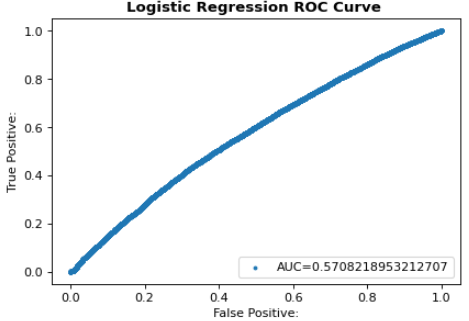 Logistic Regression ROC Curve
1.0
0.8
0.6
0.4
0.2
0.0
True Positive:
AUC=0.5708218953212707
0.0 0.2 0.4 0.6 0.8 1.0
False Positive: